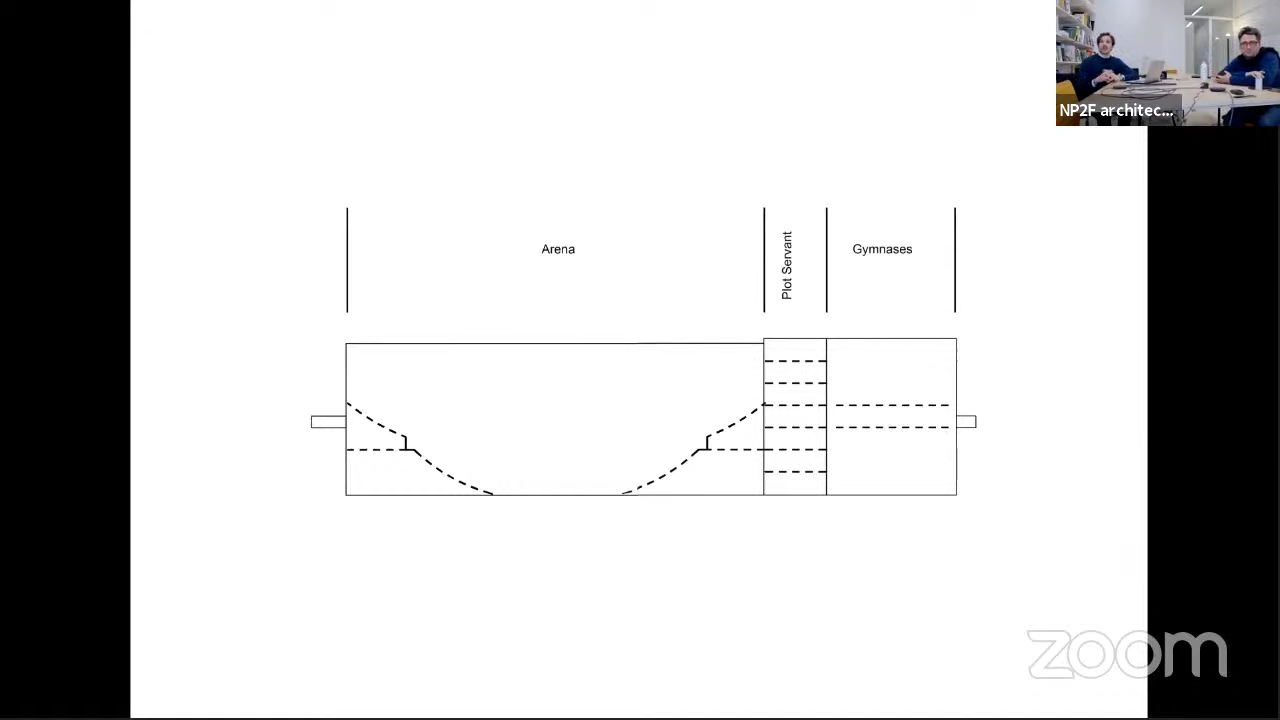 NP2F architec...
Arena
Plot Servant
Gymnases
zoom